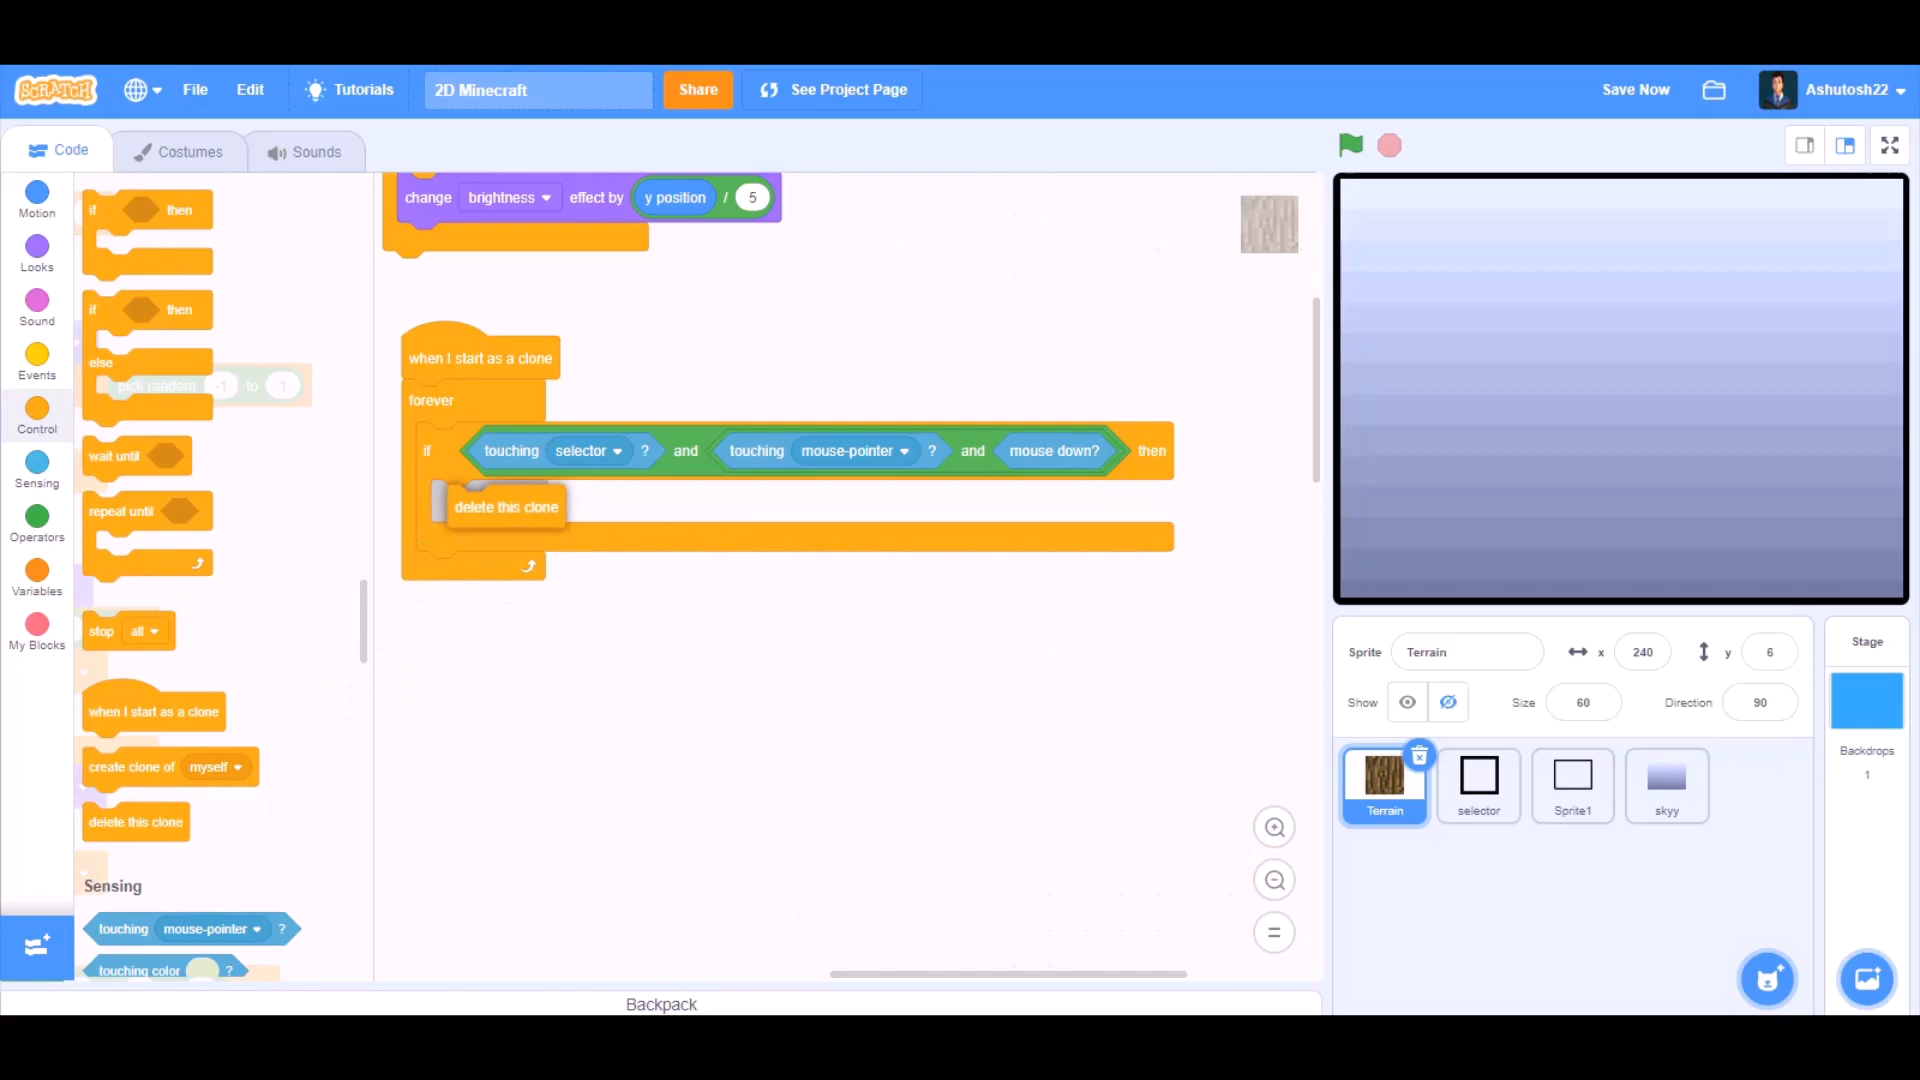 SCRATCH File Edit Tutorials 2D Minecraft Share See Project Page Save Now Ashutosh22
Code Costumes Sounds
Motion
Looks
Sound
Events
Control
Sensing
Operators
Variables
My Blocks
if then
if then
else
pick random -1 to 1
wait until
repeat until
stop all
when I start as a clone
create clone of myself
delete this clone
Sensing
touching mouse-pointer ?
touching color ?
change brightness effect by y position / 5
when I start as a clone
forever
if touching selector ? and touching mouse-pointer ? and mouse down? then
delete this clone
Backpack
Sprite Terrain x 240 y 6
Show Size 60 Direction 90
Terrain selector Sprite1 skyy
Stage
Backdrops
1